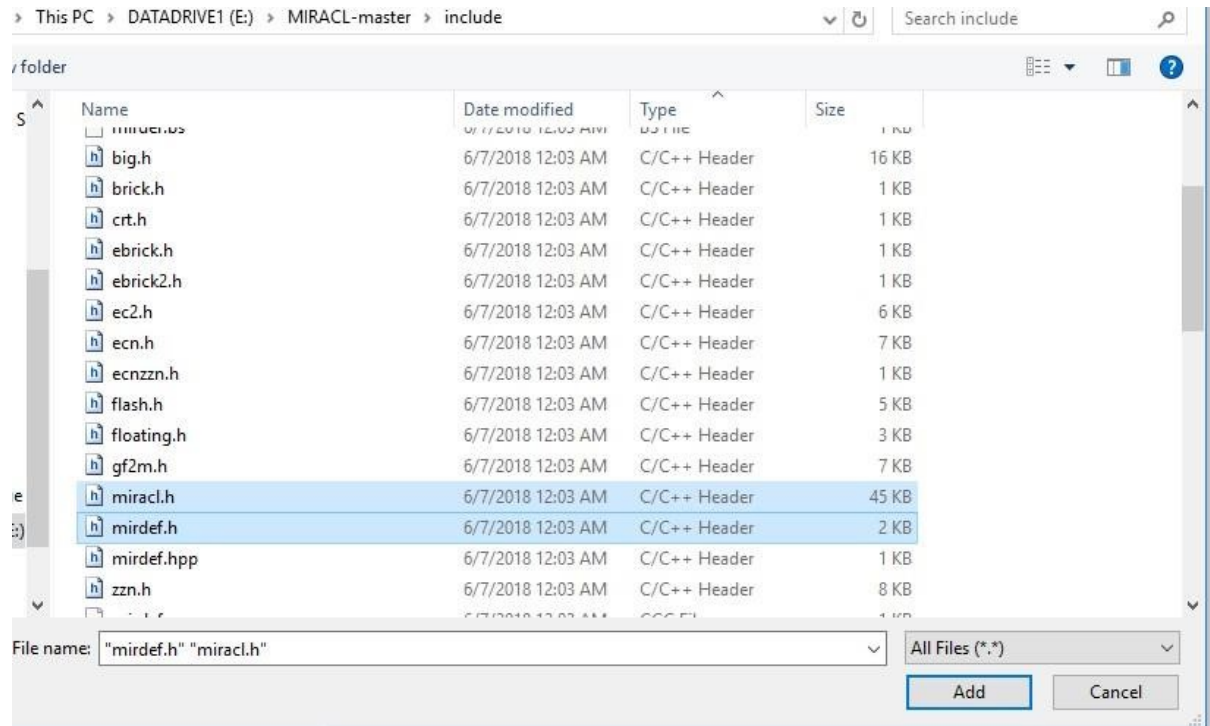 › This PC › DATADRIVE1 (E:) › MIRACL-master › include Search include
folder
Name Date modified Type Size
S
big.h 6/7/2018 12:03 AM C/C++ Header 16 KB
brick.h 6/7/2018 12:03 AM C/C++ Header 1 KB
crt.h 6/7/2018 12:03 AM C/C++ Header 1 KB
ebrick.h 6/7/2018 12:03 AM C/C++ Header 1 KB
ebrick2.h 6/7/2018 12:03 AM C/C++ Header 1 KB
ec2.h 6/7/2018 12:03 AM C/C++ Header 6 KB
ecn.h 6/7/2018 12:03 AM C/C++ Header 7 KB
ecnzzn.h 6/7/2018 12:03 AM C/C++ Header 1 KB
flash.h 6/7/2018 12:03 AM C/C++ Header 5 KB
floating.h 6/7/2018 12:03 AM C/C++ Header 3 KB
gf2m.h 6/7/2018 12:03 AM C/C++ Header 7 KB
e miracl.h 6/7/2018 12:03 AM C/C++ Header 45 KB
:) mirdef.h 6/7/2018 12:03 AM C/C++ Header 2 KB
mirdef.hpp 6/7/2018 12:03 AM C/C++ Header 1 KB
zzn.h 6/7/2018 12:03 AM C/C++ Header 8 KB
File name: "mirdef.h" "miracl.h" All Files (*.*)
Add Cancel